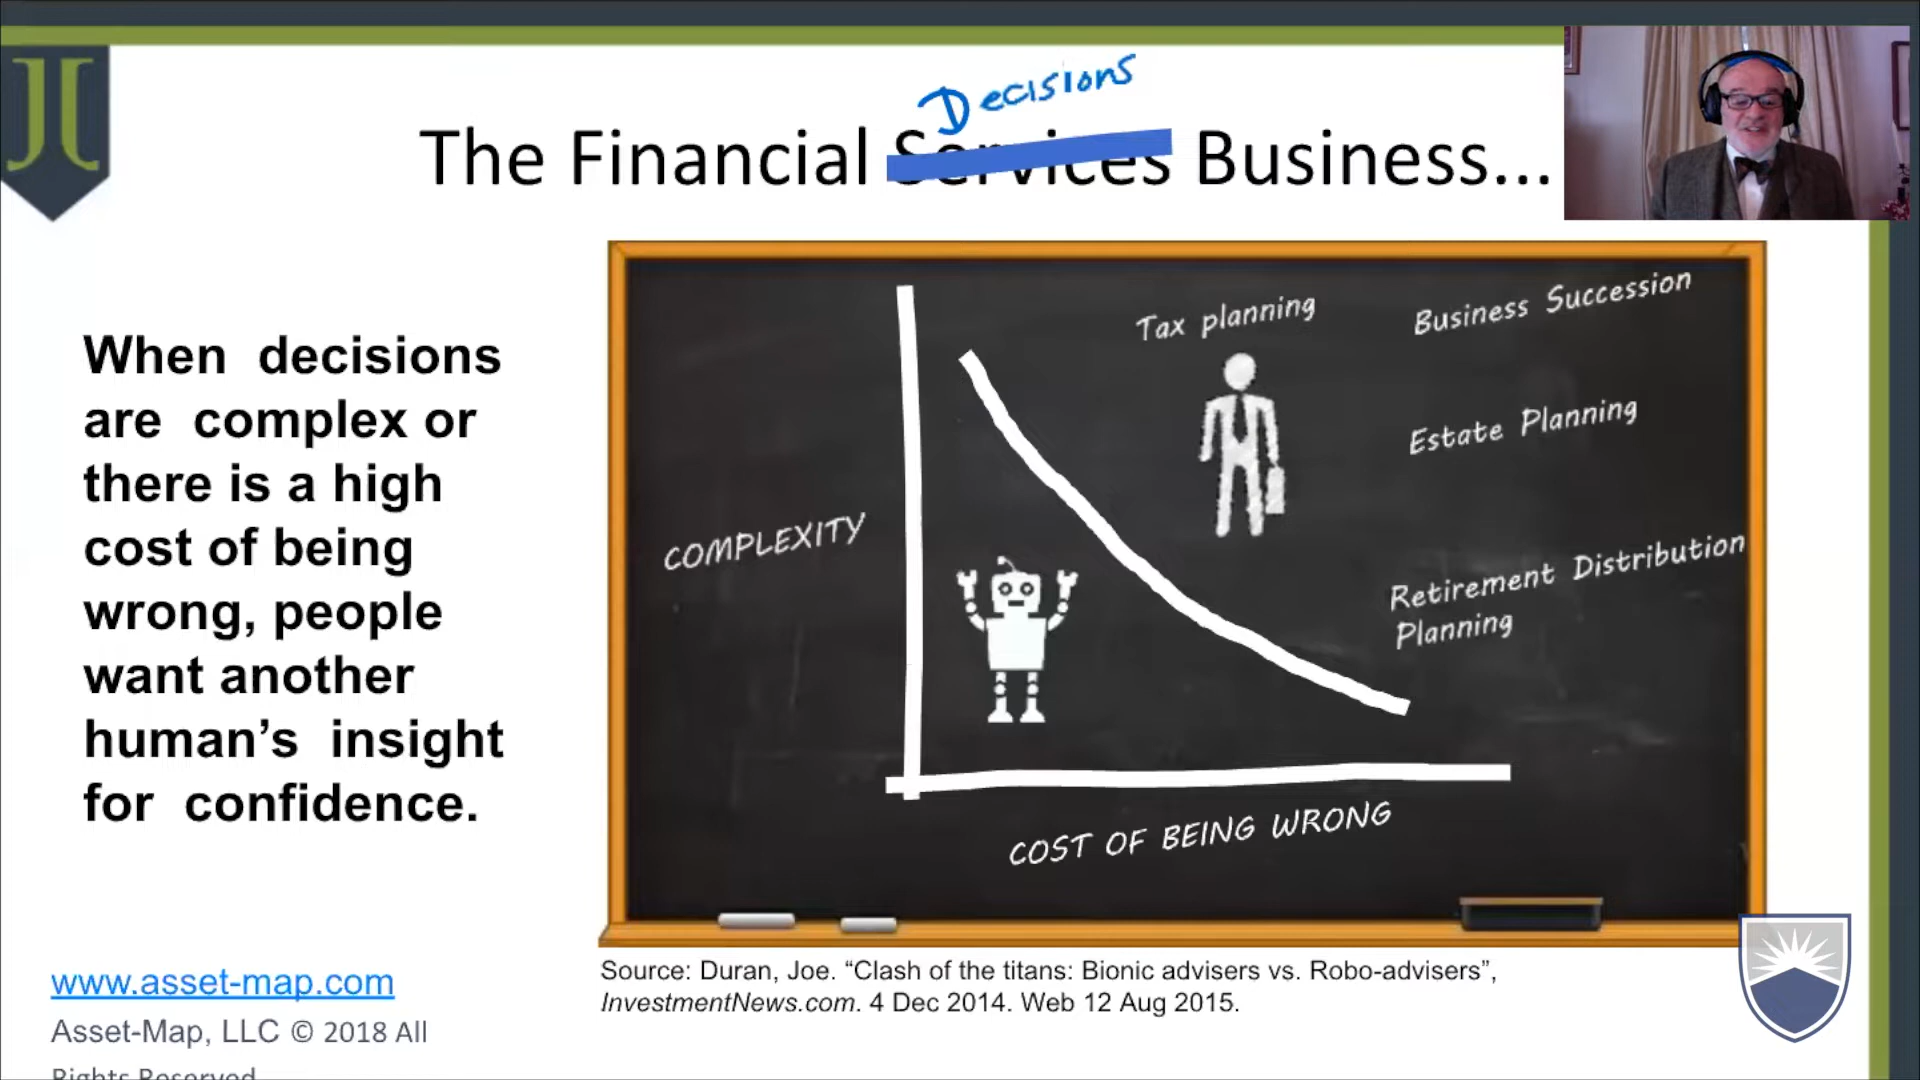 Decisions
The Financial Services Business...
When decisions
are complex or
there is a high
cost of being
wrong, people
want another
human’s insight
for confidence.
Tax planning
Business Succession
Estate Planning
COMPLEXITY
Retirement Distribution
Planning
COST OF BEING WRONG
www.asset-map.com
Asset-Map, LLC © 2018 All
Rights Reserved
Source: Duran, Joe. “Clash of the titans: Bionic advisers vs. Robo-advisers”,
InvestmentNews.com. 4 Dec 2014. Web 12 Aug 2015.